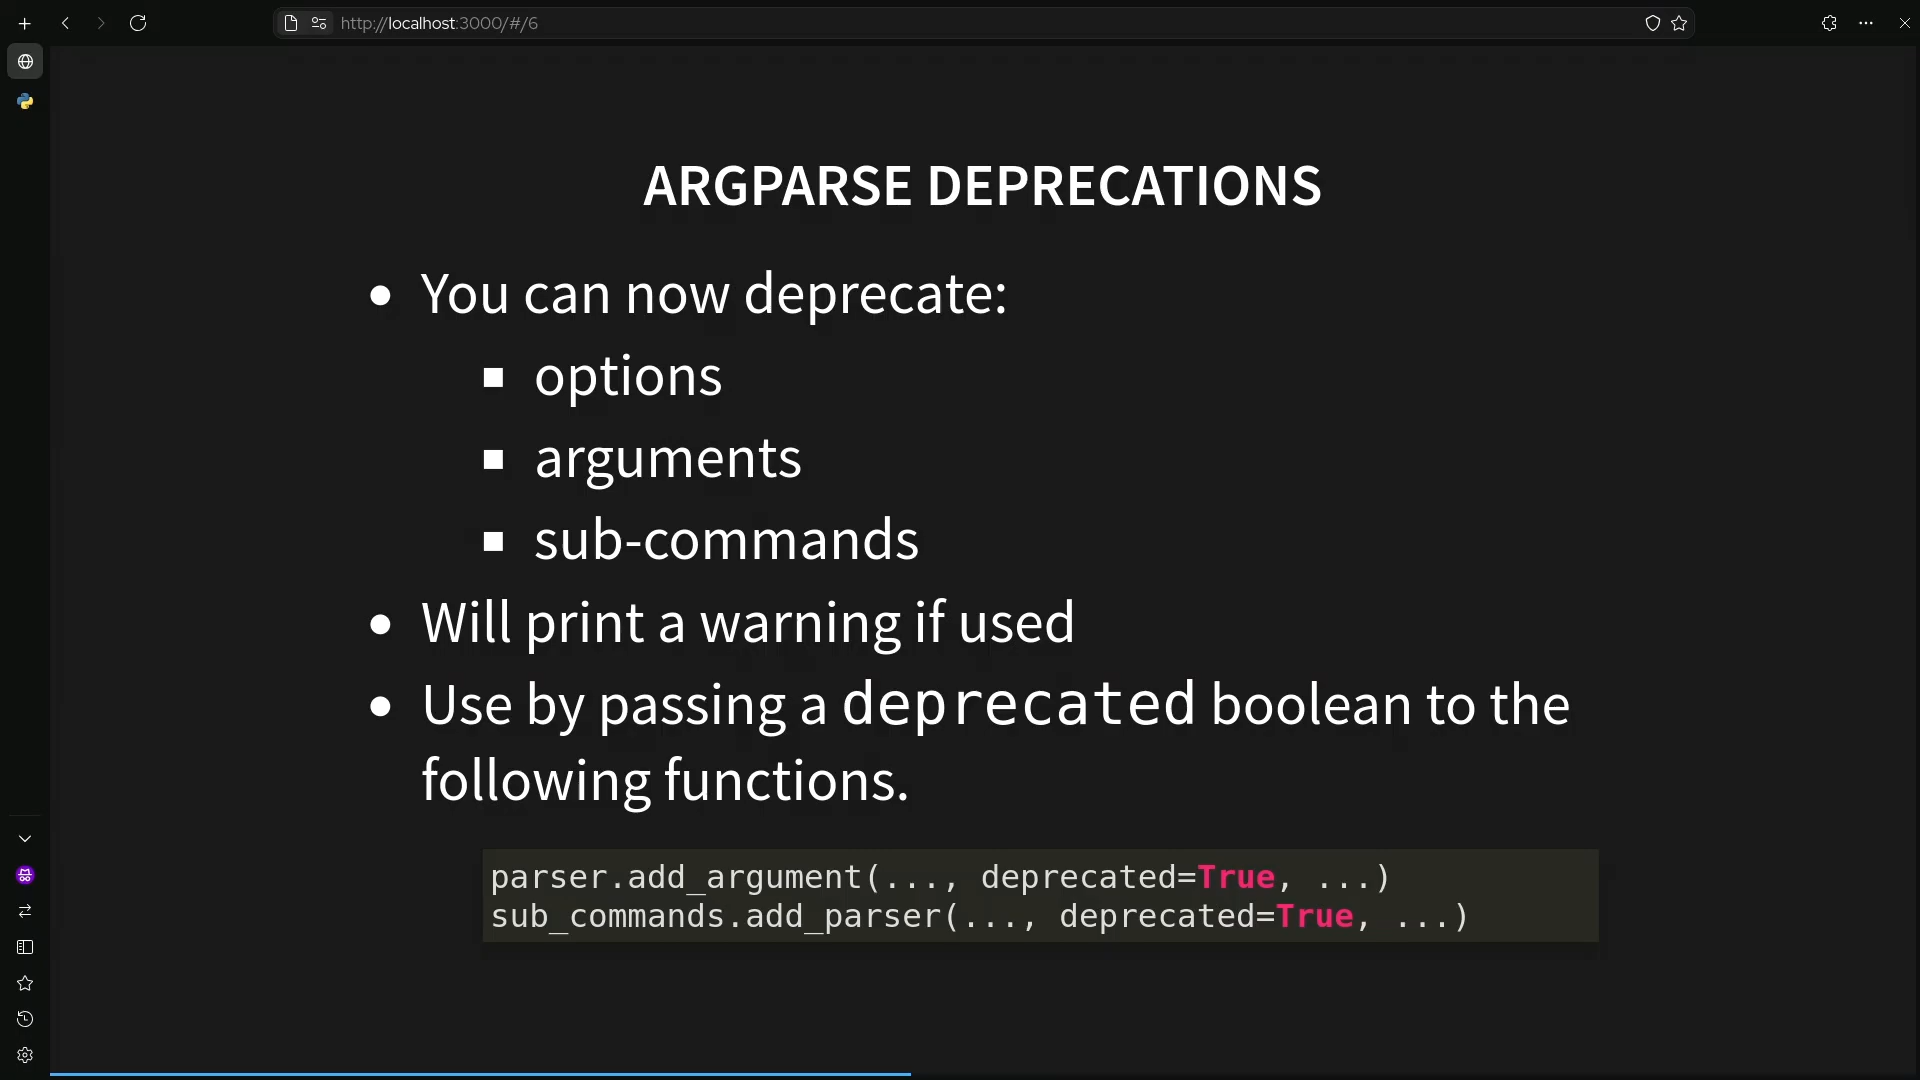 http://localhost:3000/#/6
ARGPARSE DEPRECATIONS
You can now deprecate:
options
arguments
sub-commands
Will print a warning if used
Use by passing a deprecated boolean to the
following functions.
parser.add_argument(..., deprecated=True, ...)
sub_commands.add_parser(..., deprecated=True, ...)